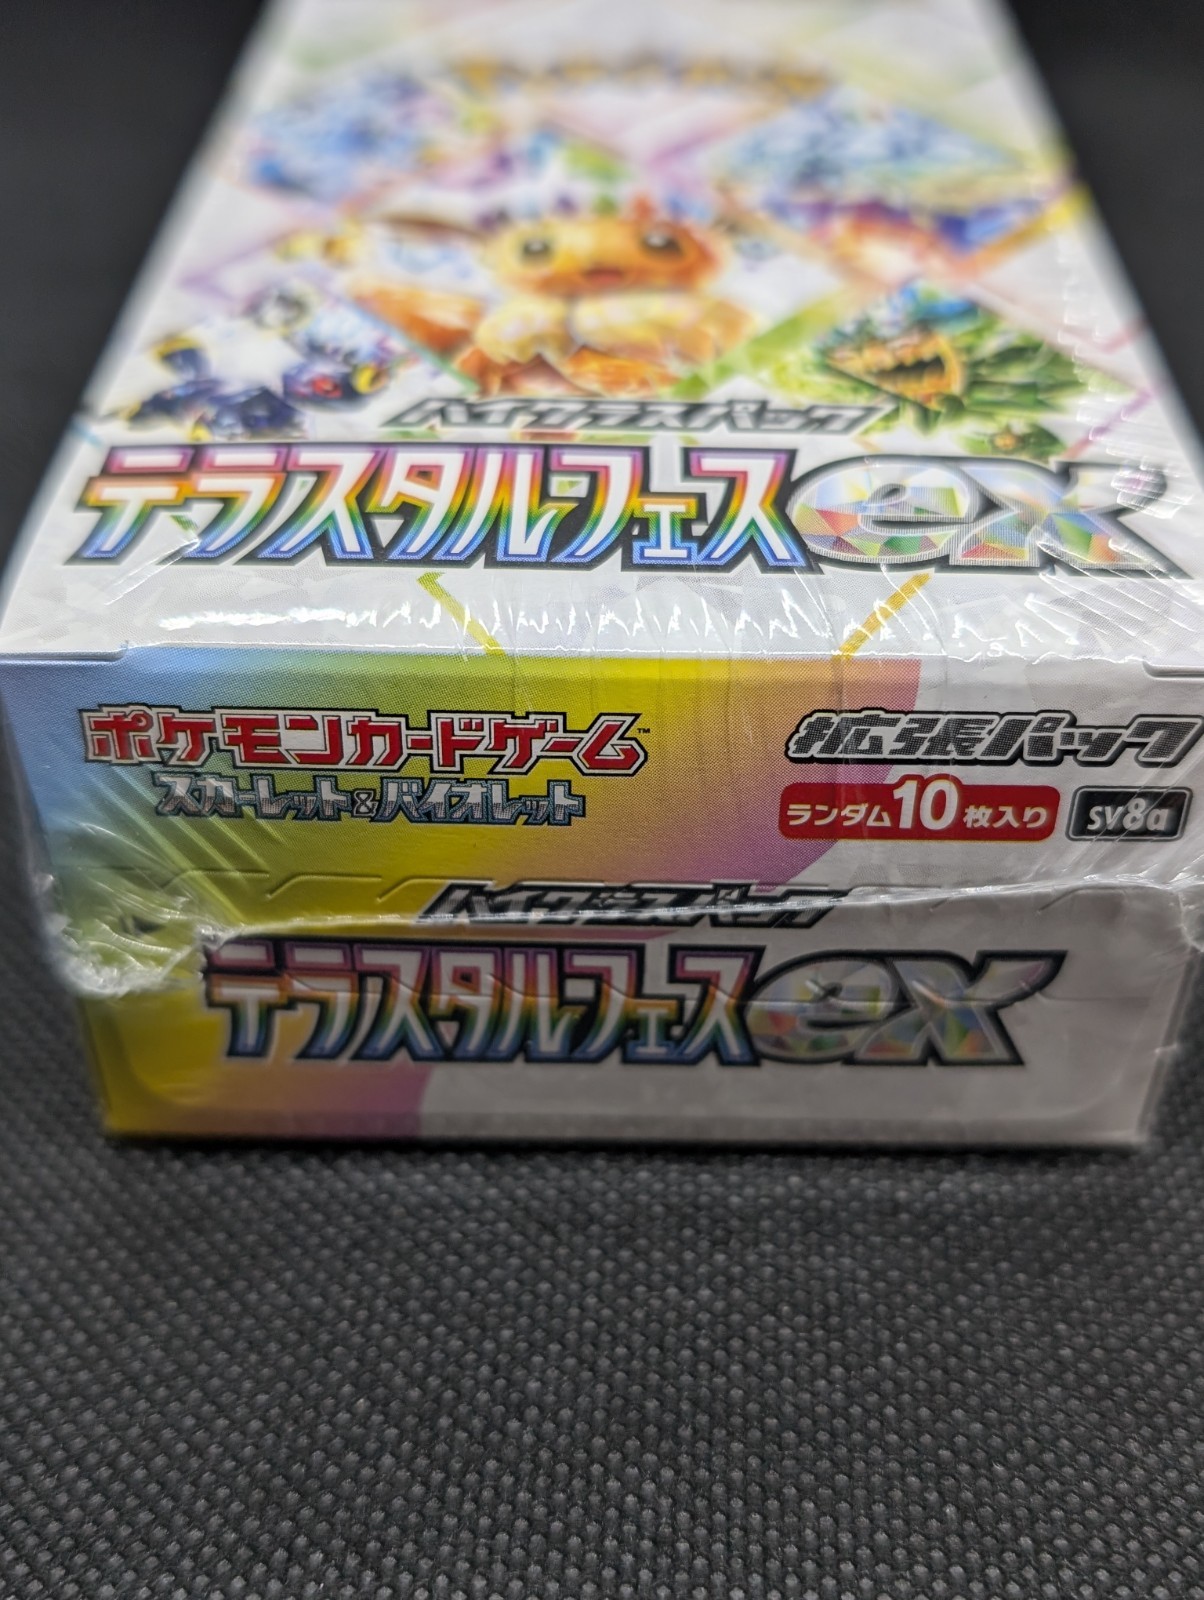 ハイクラスパック
テラスタルフェスex
ポケモンカードゲーム™
スカーレット&バイオレット
拡張パック
ランダム10枚入り
sv8a
ハイクラスパック
テラスタルフェスex